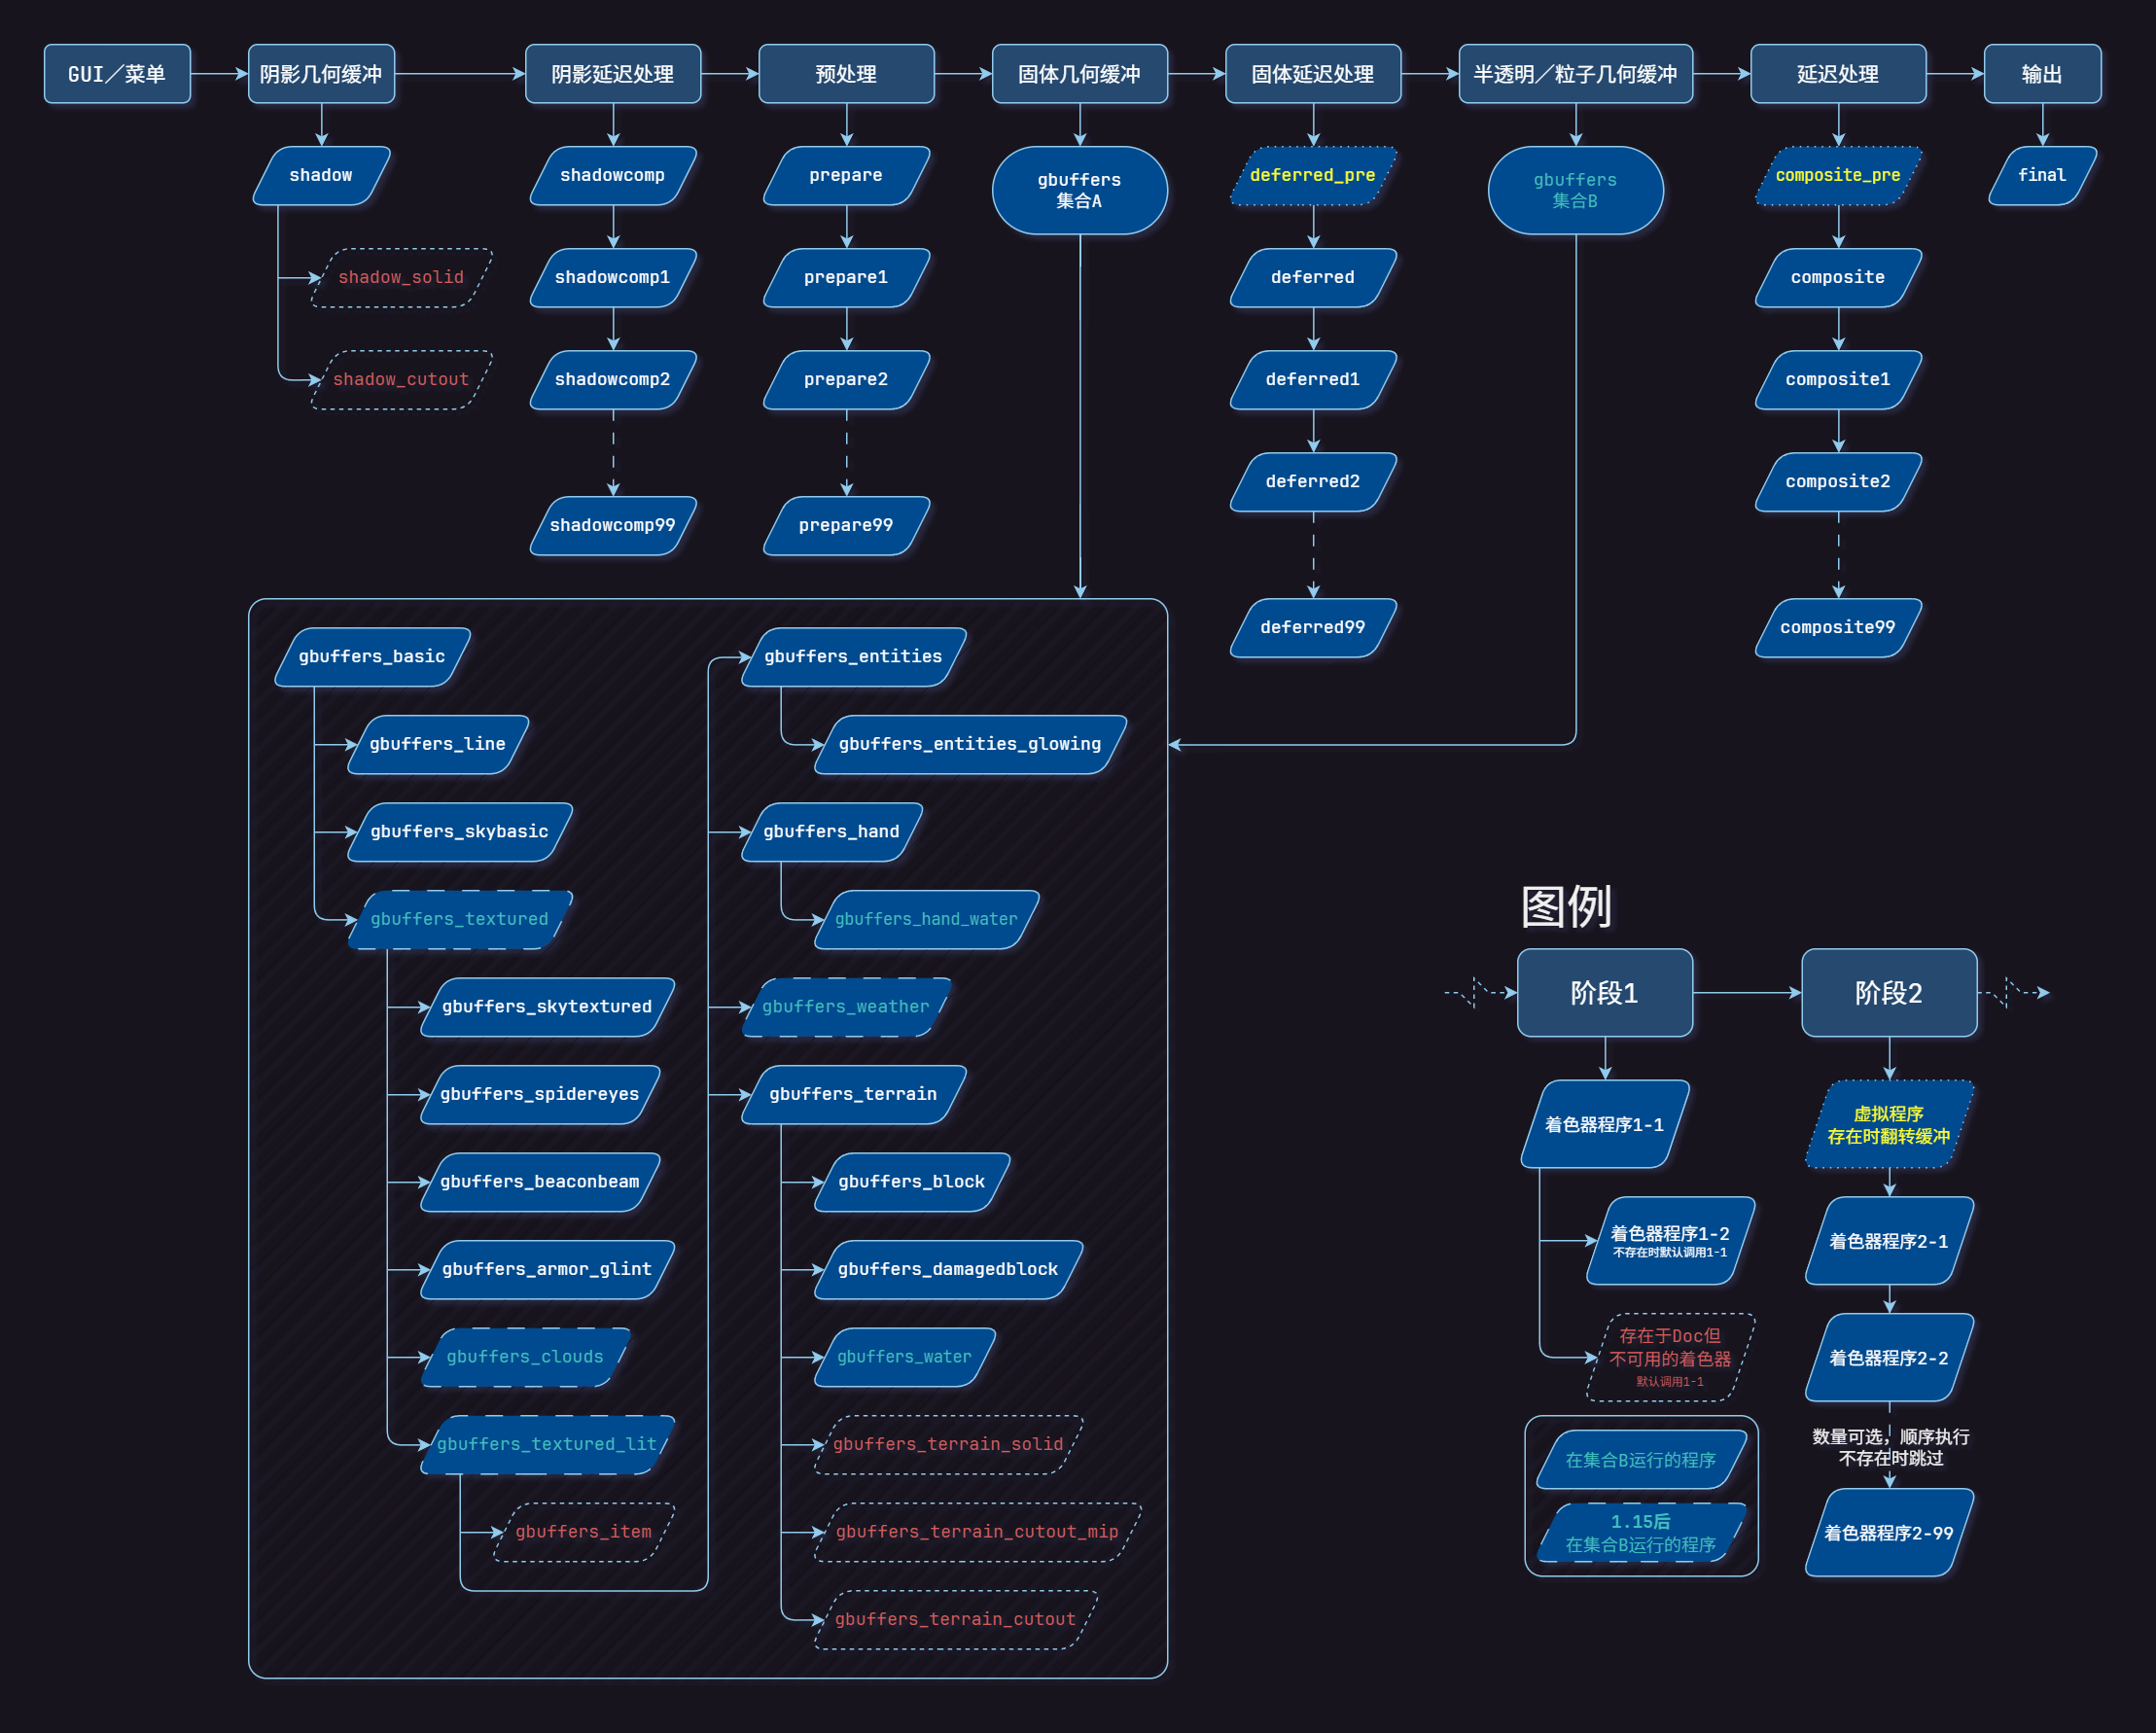 GUI／菜单
阴影几何缓冲
阴影延迟处理
预处理
固体几何缓冲
固体延迟处理
半透明／粒子几何缓冲
延迟处理
输出
shadow
shadow_solid
shadow_cutout
shadowcomp
shadowcomp1
shadowcomp2
shadowcomp99
prepare
prepare1
prepare2
prepare99
gbuffers
集合A
deferred_pre
deferred
deferred1
deferred2
deferred99
gbuffers
集合B
composite_pre
composite
composite1
composite2
composite99
final
gbuffers_basic
gbuffers_line
gbuffers_skybasic
gbuffers_textured
gbuffers_skytextured
gbuffers_spidereyes
gbuffers_beaconbeam
gbuffers_armor_glint
gbuffers_clouds
gbuffers_textured_lit
gbuffers_item
gbuffers_entities
gbuffers_entities_glowing
gbuffers_hand
gbuffers_hand_water
gbuffers_weather
gbuffers_terrain
gbuffers_block
gbuffers_damagedblock
gbuffers_water
gbuffers_terrain_solid
gbuffers_terrain_cutout_mip
gbuffers_terrain_cutout
图例
阶段1
阶段2
着色器程序1-1
着色器程序1-2
不存在时默认调用1-1
存在于Doc但
不可用的着色器
默认调用1-1
在集合B运行的程序
1.15后
在集合B运行的程序
虚拟程序
存在时翻转缓冲
着色器程序2-1
着色器程序2-2
数量可选，顺序执行
不存在时跳过
着色器程序2-99